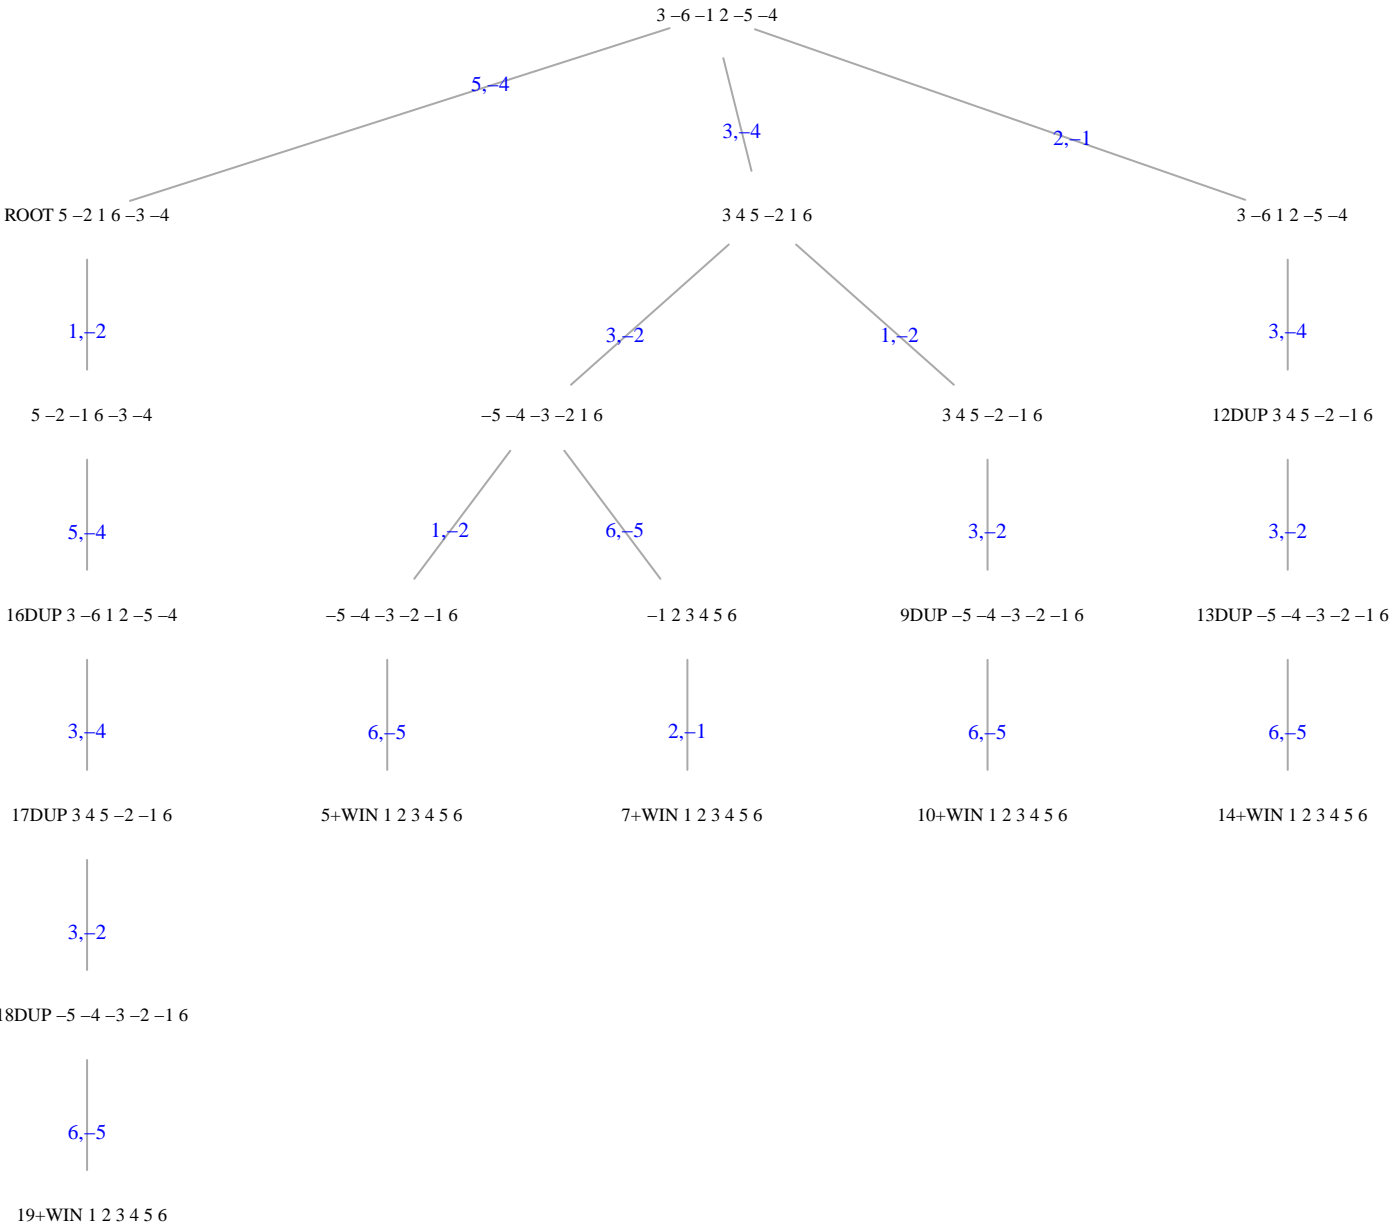 3 –6 –1 2 –5 –4
5,–4
3,–4
2,–1
ROOT 5 –2 1 6 –3 –4
3 4 5 –2 1 6
3 –6 1 2 –5 –4
1,–2
3,–2
1,–2
3,–4
5 –2 –1 6 –3 –4
–5 –4 –3 –2 1 6
3 4 5 –2 –1 6
12DUP 3 4 5 –2 –1 6
5,–4
1,–2
6,–5
3,–2
3,–2
16DUP 3 –6 1 2 –5 –4
–5 –4 –3 –2 –1 6
–1 2 3 4 5 6
9DUP –5 –4 –3 –2 –1 6
13DUP –5 –4 –3 –2 –1 6
3,–4
6,–5
2,–1
6,–5
6,–5
17DUP 3 4 5 –2 –1 6
5+WIN 1 2 3 4 5 6
7+WIN 1 2 3 4 5 6
10+WIN 1 2 3 4 5 6
14+WIN 1 2 3 4 5 6
3,–2
18DUP –5 –4 –3 –2 –1 6
6,–5
19+WIN 1 2 3 4 5 6